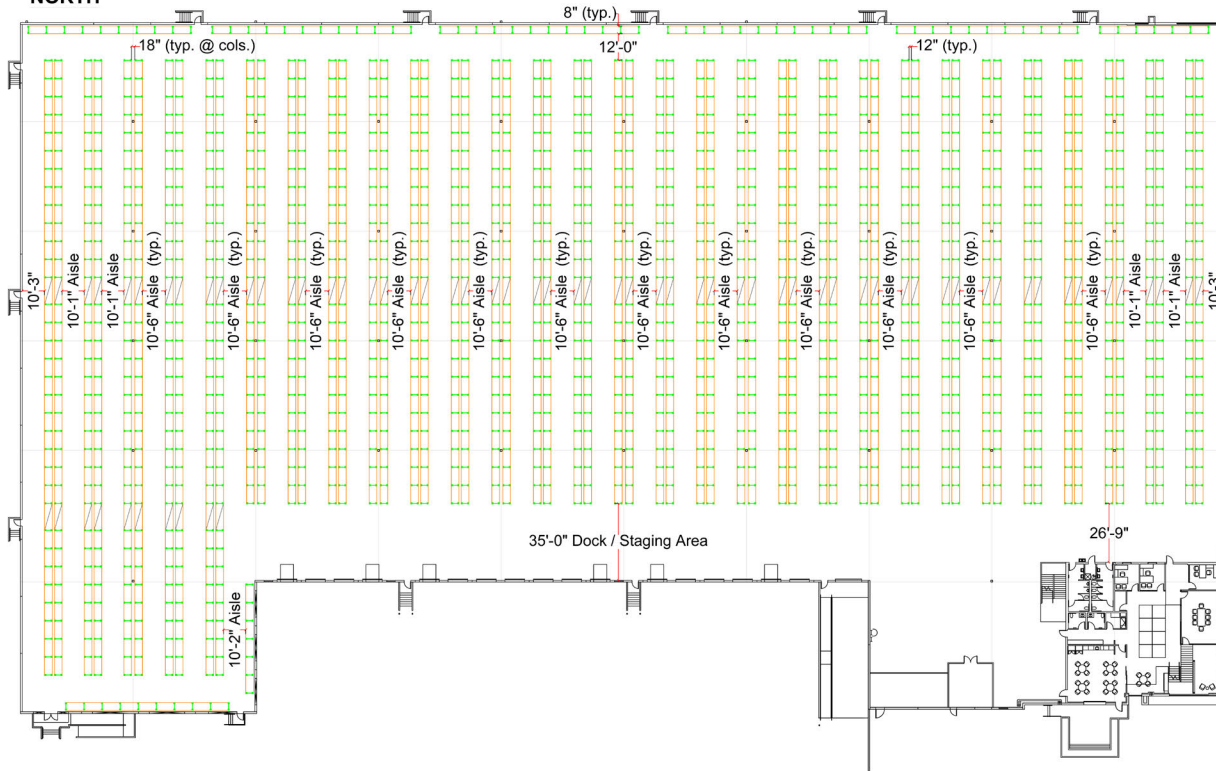 NORTH
8" (typ.)
18" (typ. @ cols.)
12'-0"
12" (typ.)
10'-3"
10'-1" Aisle
10'-1" Aisle
10'-6" Aisle (typ.)
10'-6" Aisle (typ.)
10'-6" Aisle (typ.)
10'-6" Aisle (typ.)
10'-6" Aisle (typ.)
10'-6" Aisle (typ.)
10'-6" Aisle (typ.)
10'-6" Aisle (typ.)
10'-6" Aisle (typ.)
10'-6" Aisle (typ.)
10'-6" Aisle (typ.)
10'-6" Aisle (typ.)
10'-1" Aisle
10'-1" Aisle
10'-3"
35'-0" Dock / Staging Area
26'-9"
10'-2" Aisle